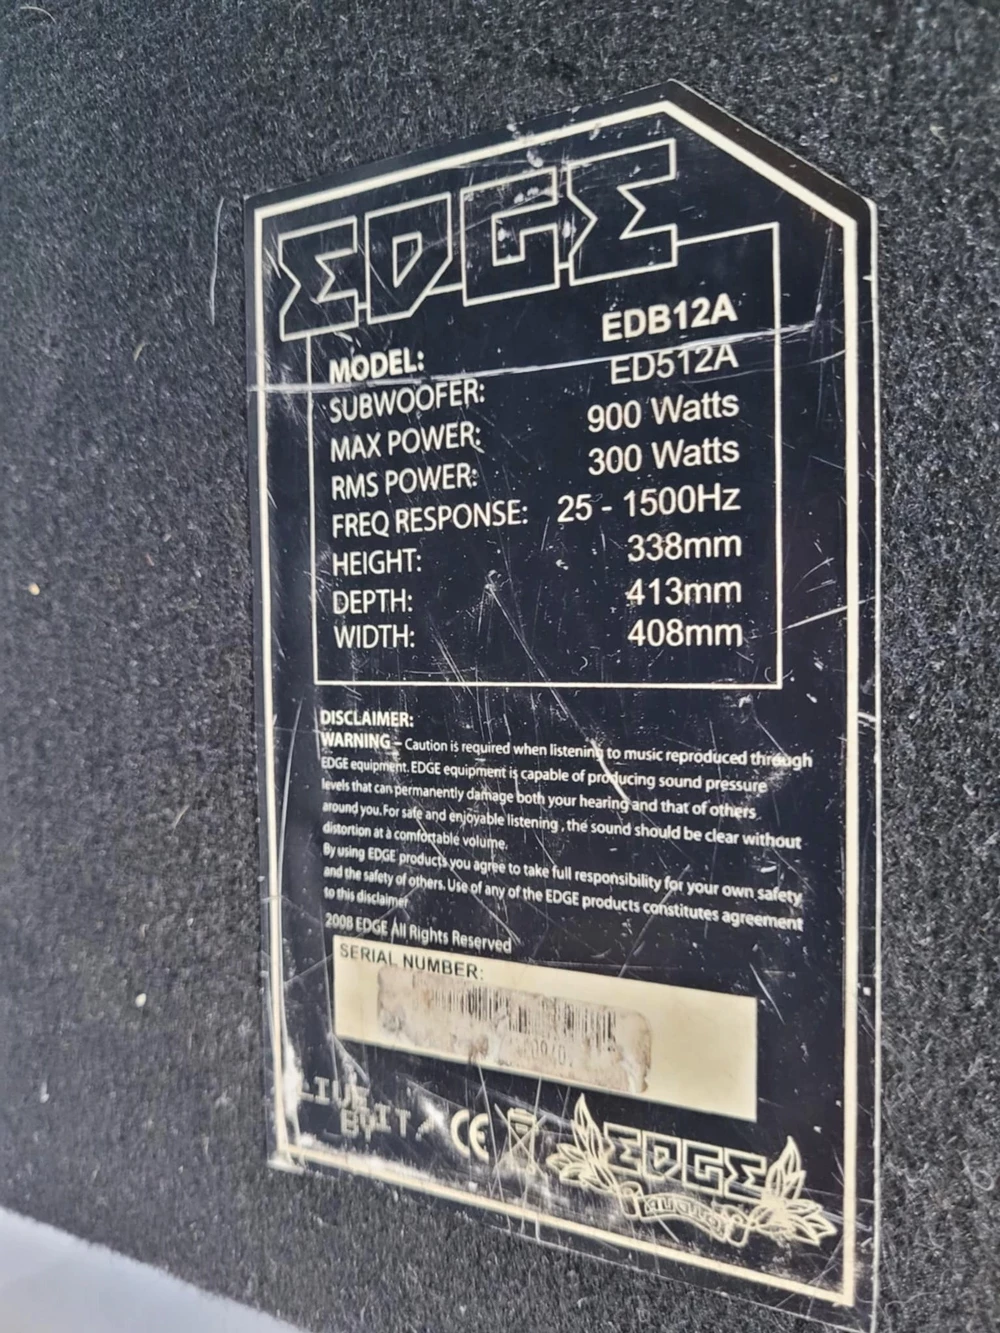 EDGE
MODEL: EDB12A
SUBWOOFER: ED512A
MAX POWER: 900 Watts
RMS POWER: 300 Watts
FREQ RESPONSE: 25 - 1500Hz
HEIGHT: 338mm
DEPTH: 413mm
WIDTH: 408mm
DISCLAIMER:
WARNING – Caution is required when listening to music reproduced through
EDGE equipment. EDGE equipment is capable of producing sound pressure
levels that can permanently damage both your hearing and that of others
around you. For safe and enjoyable listening , the sound should be clear without
distortion at a comfortable volume.
By using EDGE products you agree to take full responsibility for your own safety
and the safety of others. Use of any of the EDGE products constitutes agreement
to this disclaimer
2008 EDGE All Rights Reserved
SERIAL NUMBER:
LIVE
BY IT
CE
EDGE